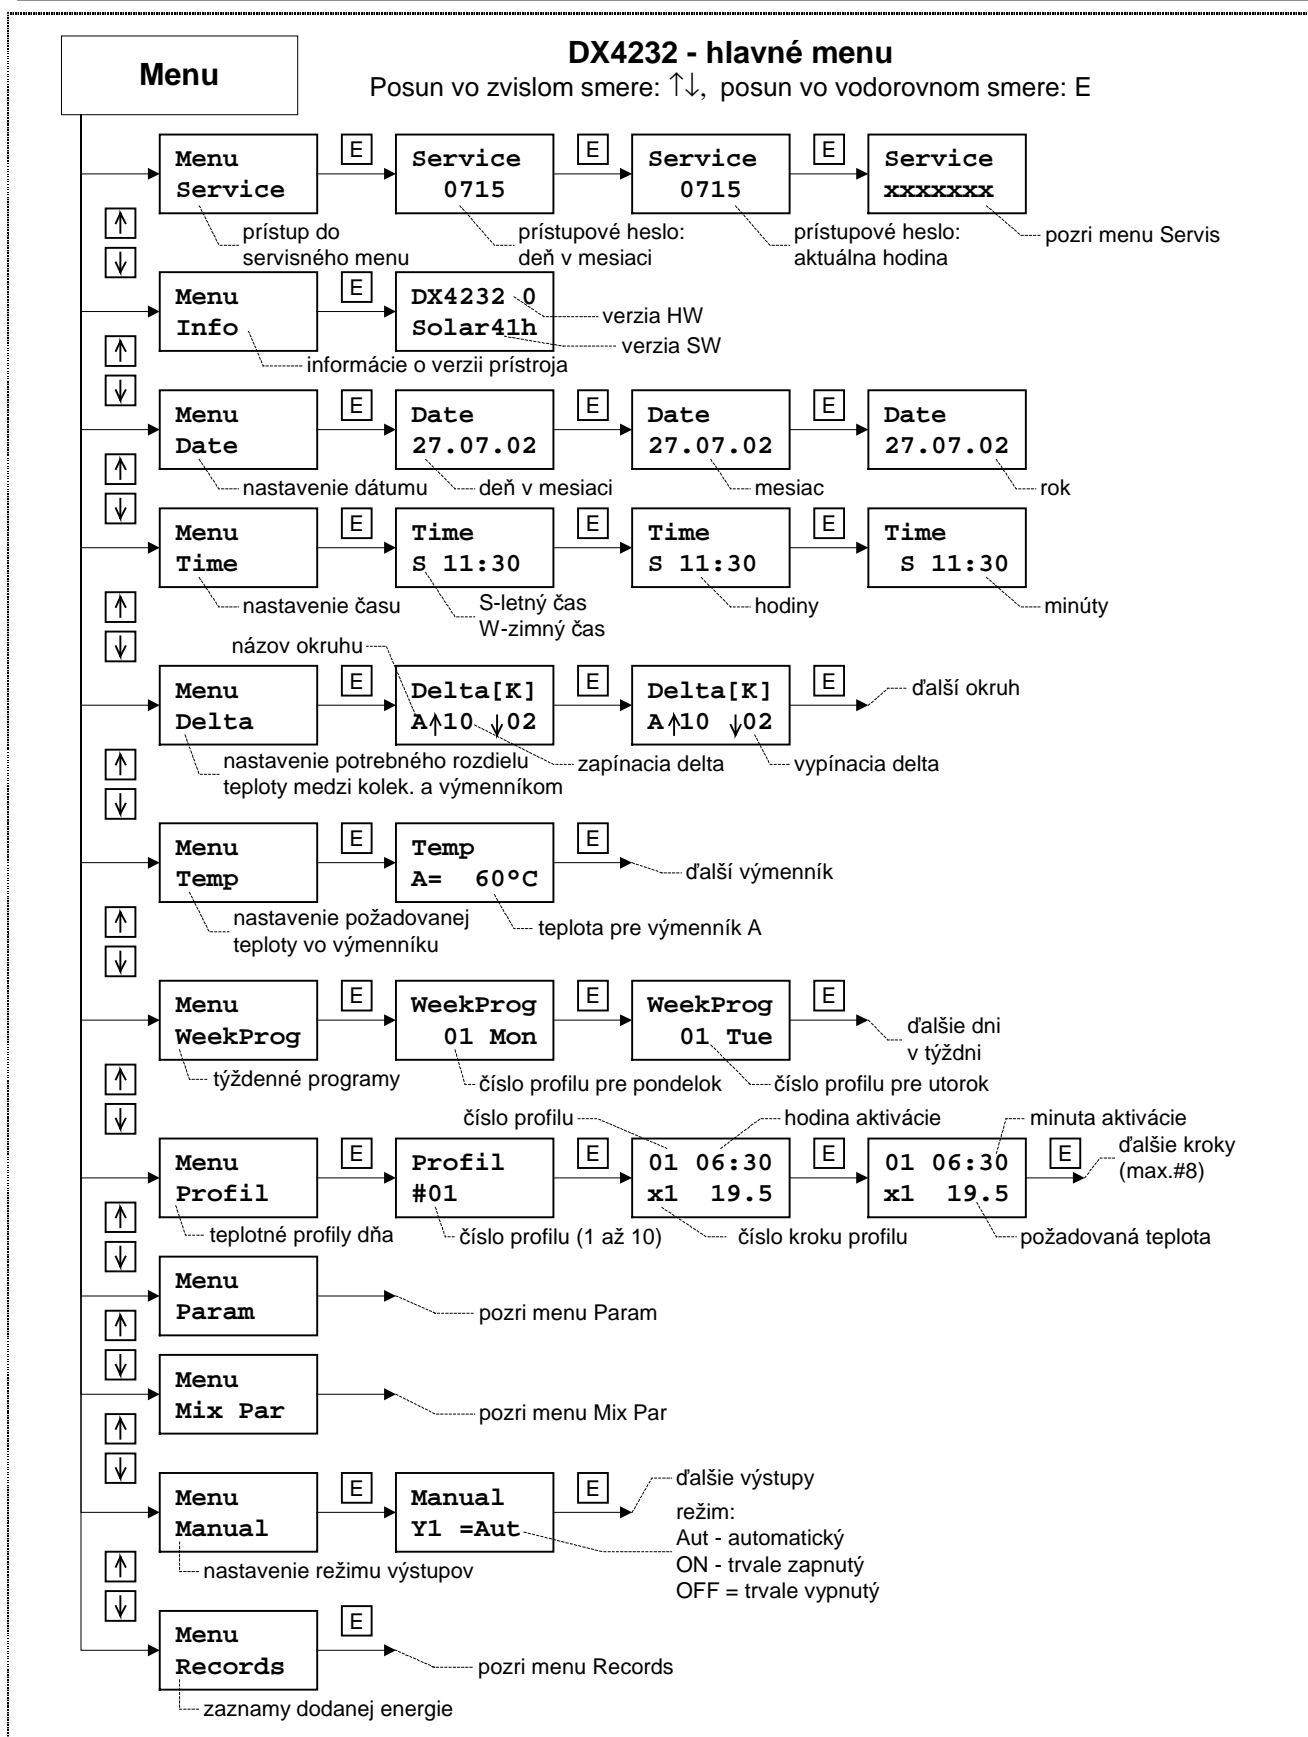 Menu
DX4232 - hlavné menu
Posun vo zvislom smere: ↑↓, posun vo vodorovnom smere: E
Menu
Service
E
Service
0715
E
Service
0715
E
Service
xxxxxxx
↑
↓
prístup do
servisného menu
prístupové heslo:
deň v mesiaci
prístupové heslo:
aktuálna hodina
pozri menu Servis
Menu
Info
E
DX4232 0
Solar41h
verzia HW
verzia SW
informácie o verzii prístroja
↑
↓
Menu
Date
E
Date
27.07.02
E
Date
27.07.02
E
Date
27.07.02
nastavenie dátumu
deň v mesiaci
mesiac
rok
↑
↓
Menu
Time
E
Time
S 11:30
E
Time
S 11:30
E
Time
S 11:30
nastavenie času
S-letný čas
W-zimný čas
hodiny
minúty
↑
↓
názov okruhu
Menu
Delta
E
Delta[K]
A↑10 ↓02
E
Delta[K]
A↑10 ↓02
E
ďalší okruh
nastavenie potrebného rozdielu
teploty medzi kolek. a výmenníkom
zapínacia delta
vypínacia delta
↑
↓
Menu
Temp
E
Temp
A= 60°C
E
ďalší výmenník
nastavenie požadovanej
teploty vo výmenníku
teplota pre výmenník A
↑
↓
Menu
WeekProg
E
WeekProg
01 Mon
E
WeekProg
01 Tue
E
ďalšie dni
v týždni
týždenné programy
číslo profilu pre pondelok
číslo profilu pre utorok
↑
↓
číslo profilu
hodina aktivácie
minuta aktivácie
Menu
Profil
E
Profil
#01
E
01 06:30
x1 19.5
E
01 06:30
x1 19.5
E
ďalšie kroky
(max.#8)
teplotné profily dňa
číslo profilu (1 až 10)
číslo kroku profilu
požadovaná teplota
↑
↓
Menu
Param
pozri menu Param
↑
↓
Menu
Mix Par
pozri menu Mix Par
↑
↓
Menu
Manual
E
Manual
Y1 =Aut
E
ďalšie výstupy
režim:
Aut - automatický
ON - trvale zapnutý
OFF = trvale vypnutý
nastavenie režimu výstupov
↑
↓
Menu
Records
E
pozri menu Records
zaznamy dodanej energie